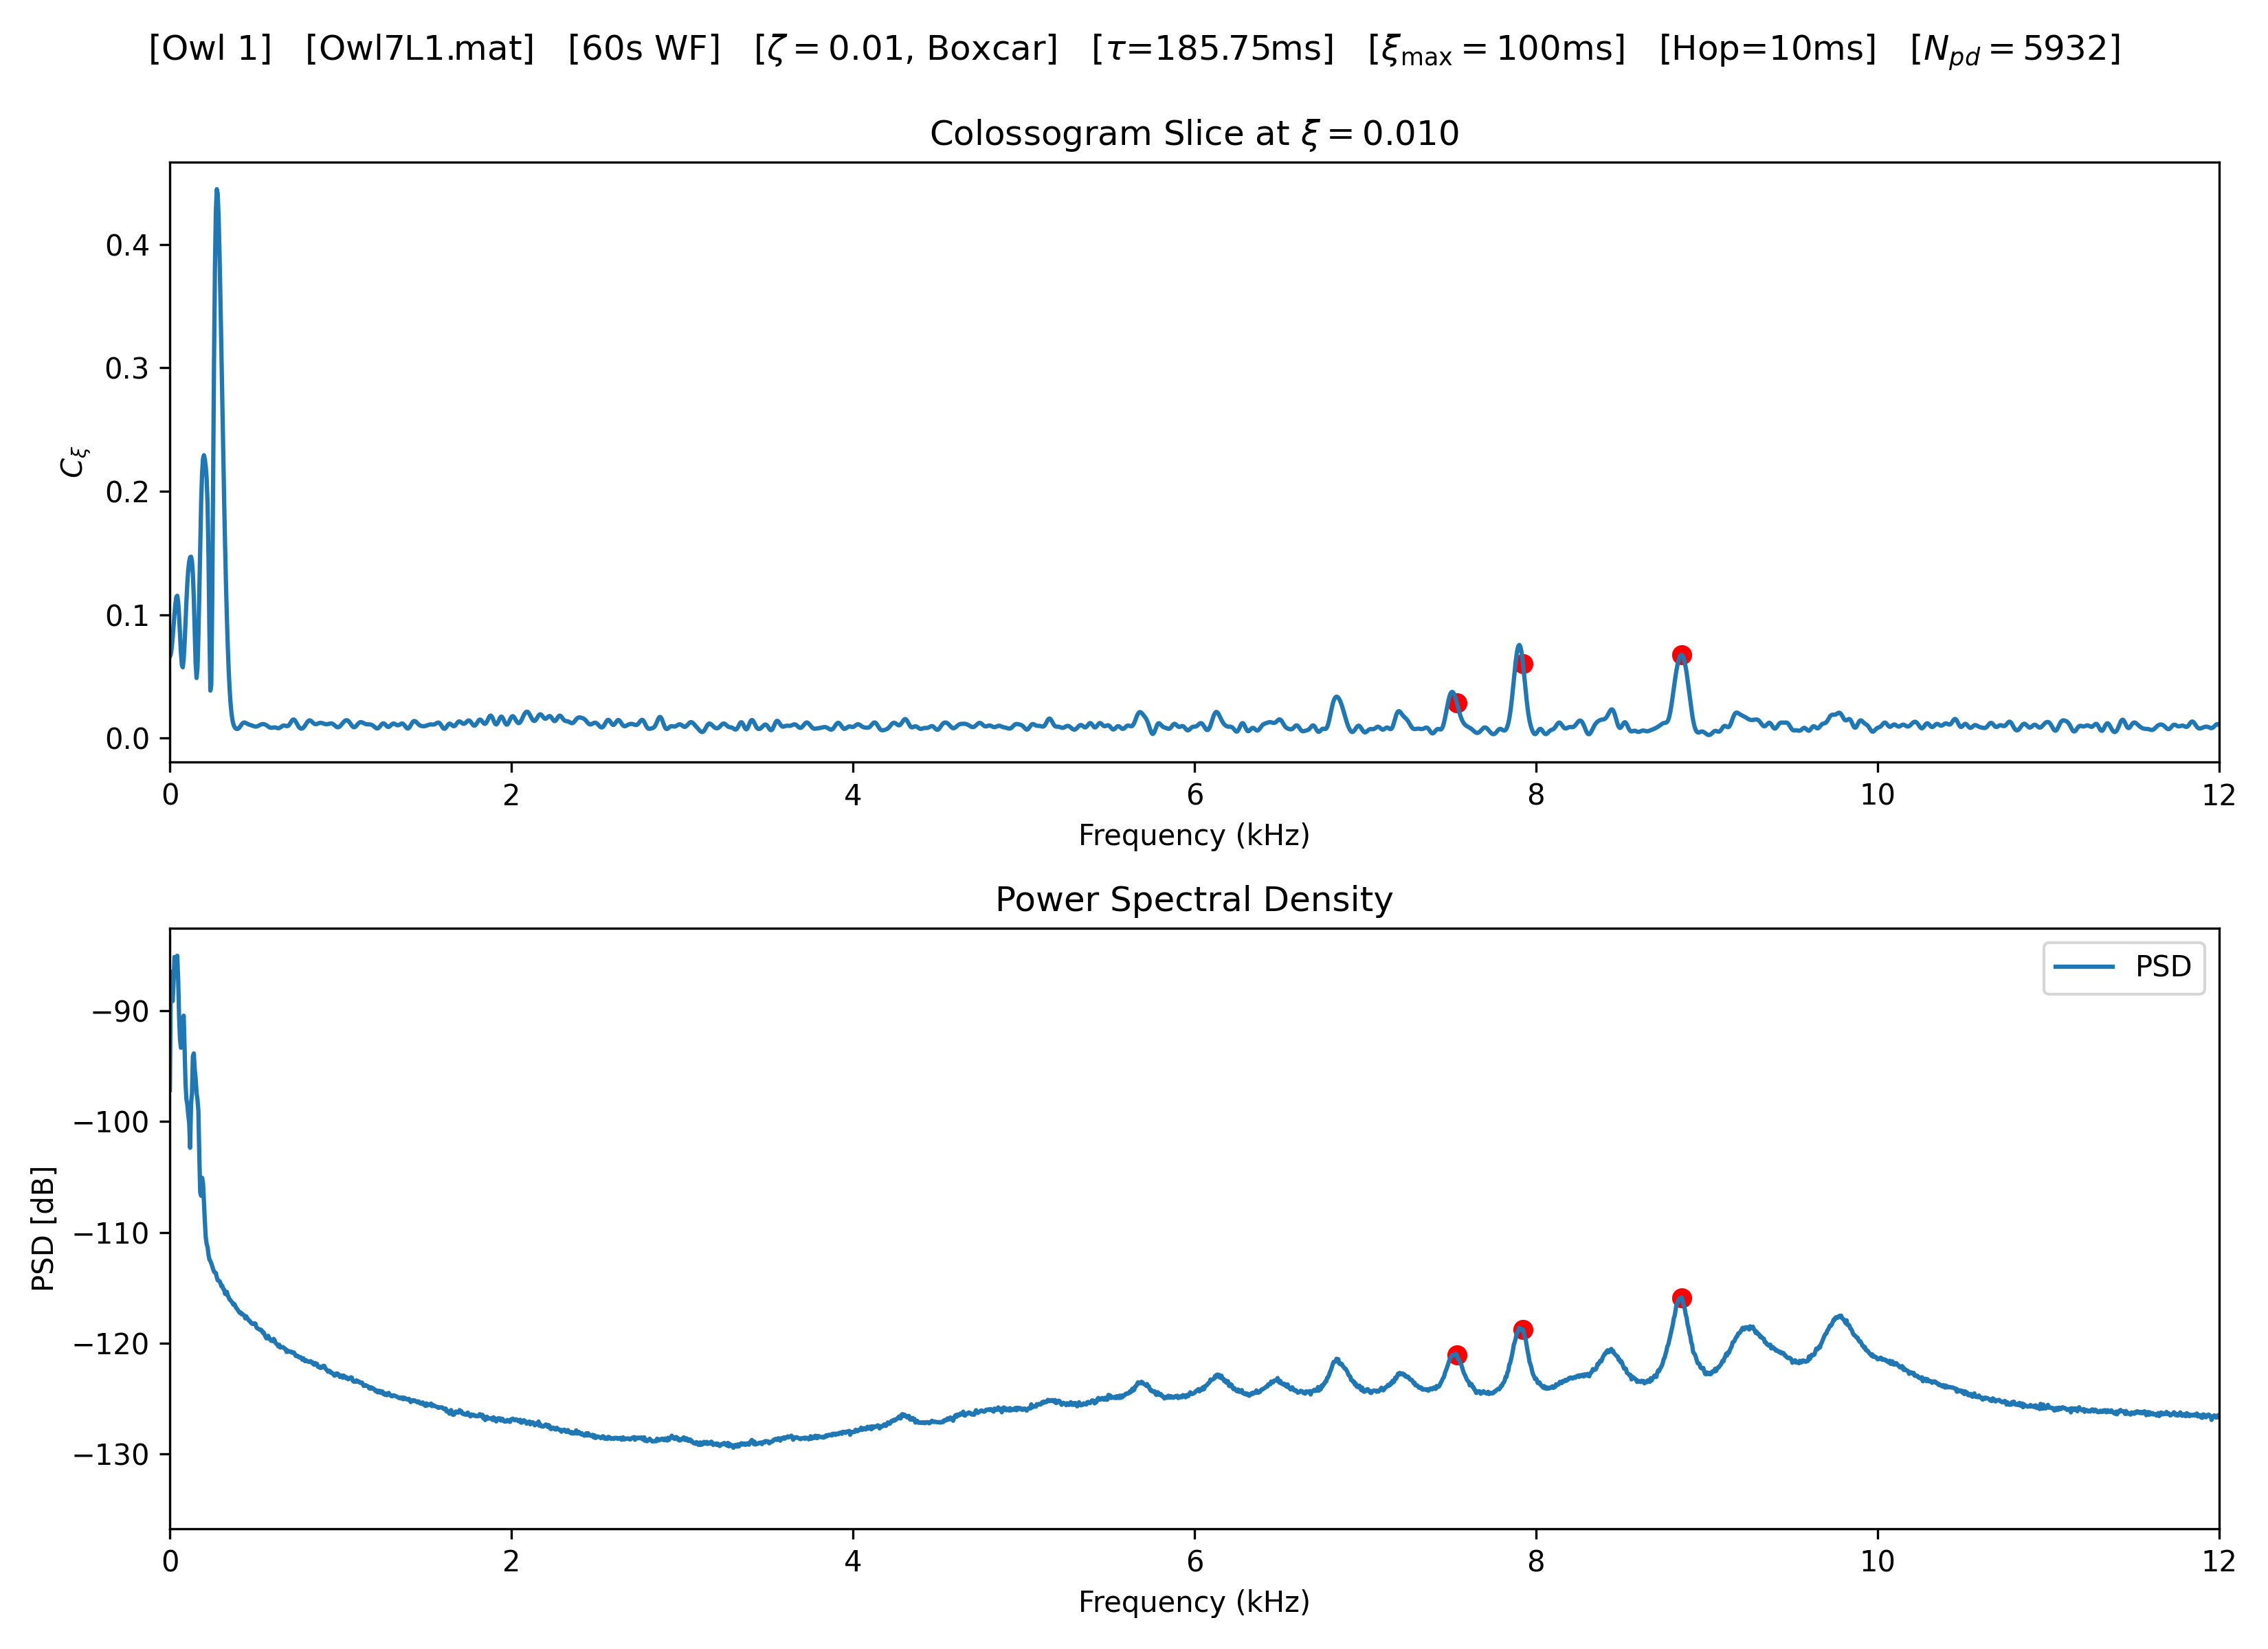 [Owl 1] [Owl7L1.mat] [60s WF] [ζ = 0.01, Boxcar] [τ=185.75ms] [ξmax = 100ms] [Hop=10ms] [Npd = 5932]
Colossogram Slice at ξ = 0.010
Cξ
0.4
0.3
0.2
0.1
0.0
0 2 4 6 8 10 12
Frequency (kHz)
Power Spectral Density
PSD
PSD [dB]
−90
−100
−110
−120
−130
0 2 4 6 8 10 12
Frequency (kHz)